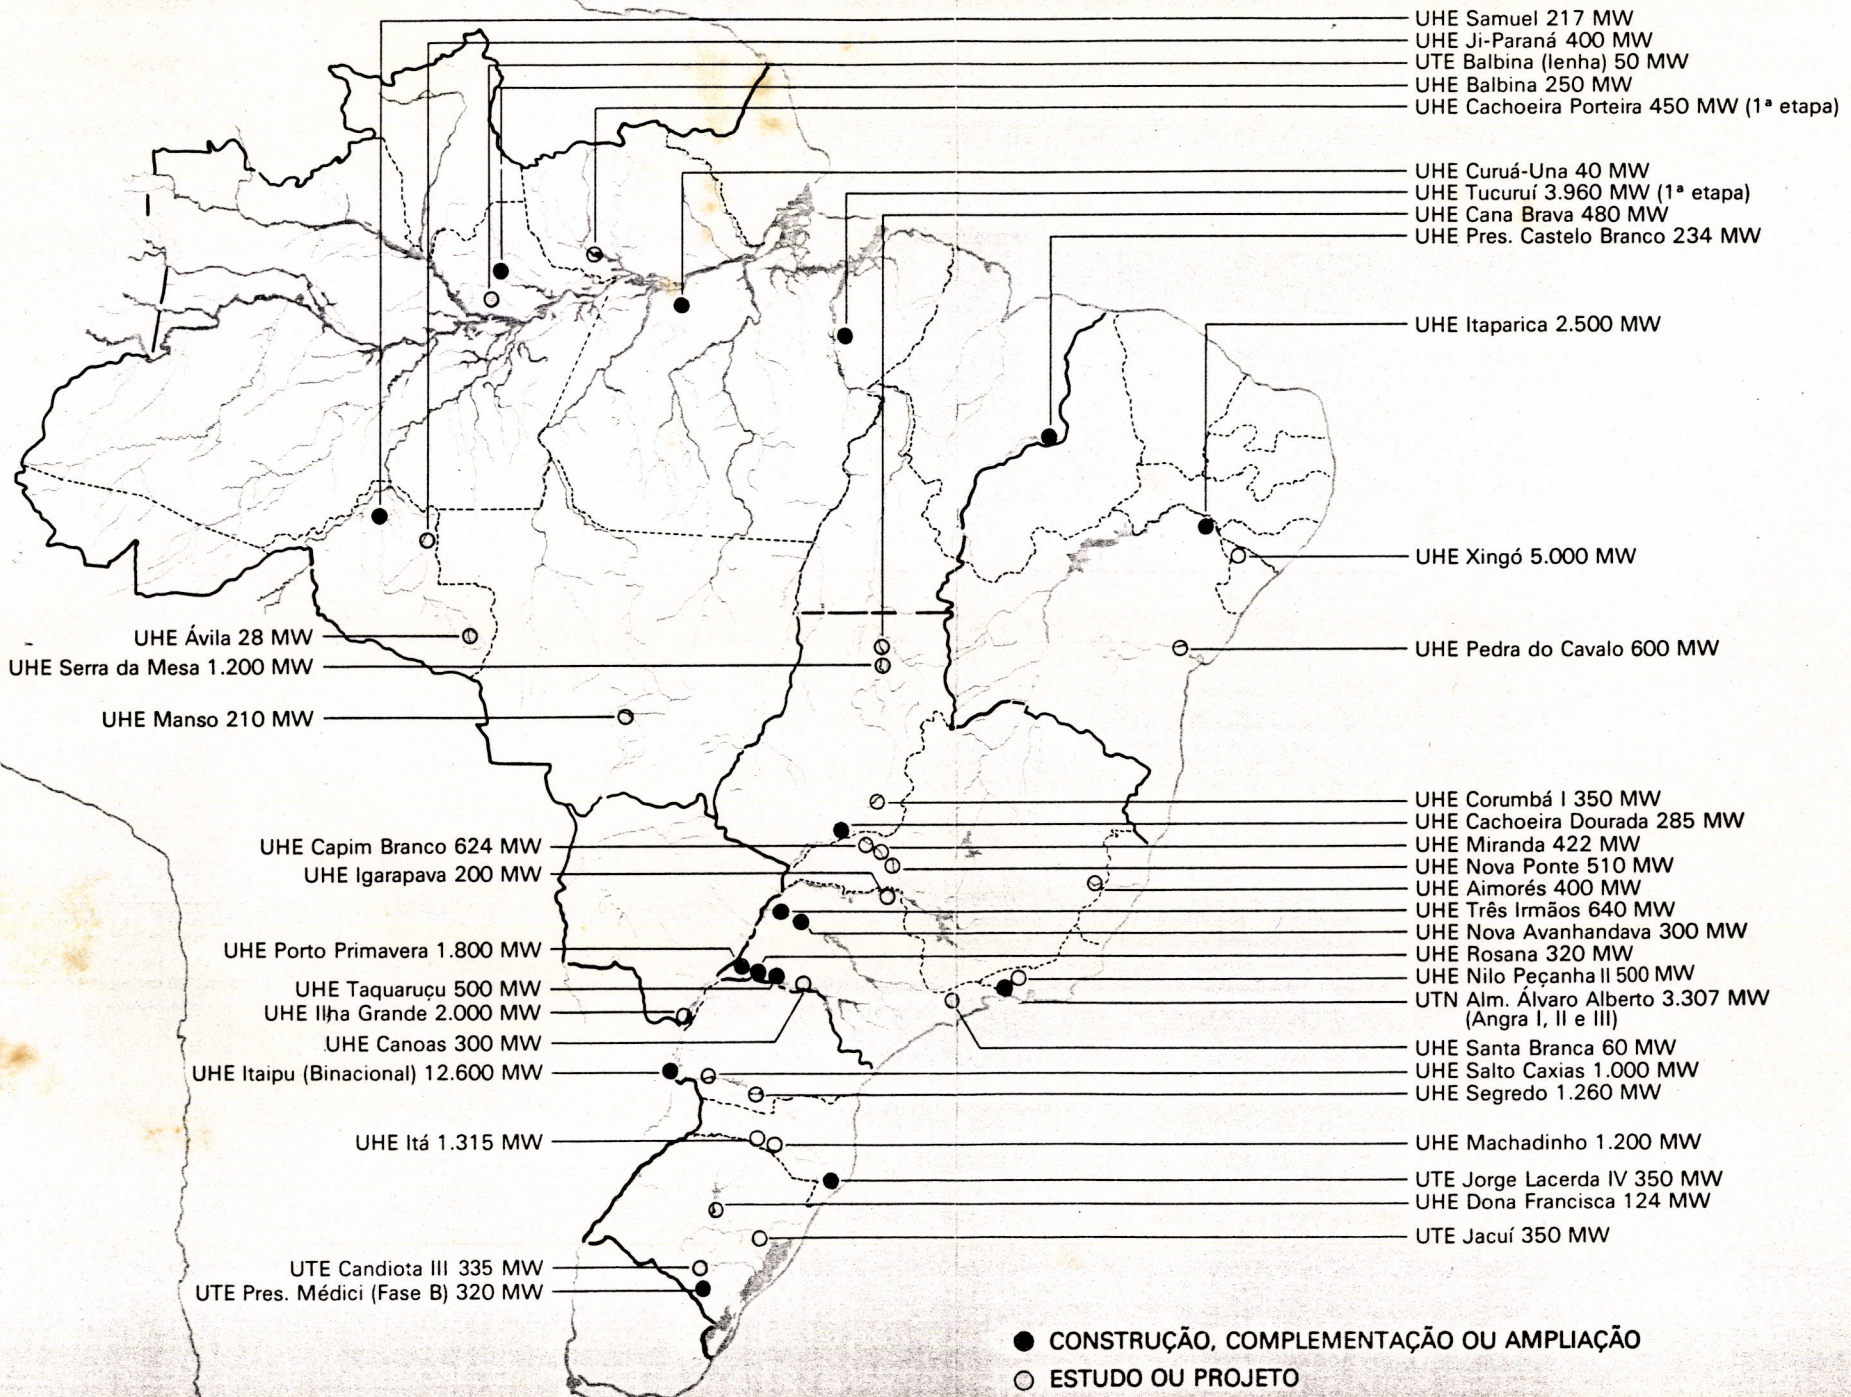 UHE Samuel 217 MW
UHE Ji-Paraná 400 MW
UTE Balbina (lenha) 50 MW
UHE Balbina 250 MW
UHE Cachoeira Porteira 450 MW (1ª etapa)
UHE Curuá-Una 40 MW
UHE Tucuruí 3.960 MW (1ª etapa)
UHE Cana Brava 480 MW
UHE Pres. Castelo Branco 234 MW
UHE Itaparica 2.500 MW
UHE Xingó 5.000 MW
UHE Pedra do Cavalo 600 MW
UHE Ávila 28 MW
UHE Serra da Mesa 1.200 MW
UHE Manso 210 MW
UHE Corumbá I 350 MW
UHE Cachoeira Dourada 285 MW
UHE Miranda 422 MW
UHE Nova Ponte 510 MW
UHE Aimorés 400 MW
UHE Três Irmãos 640 MW
UHE Nova Avanhandava 300 MW
UHE Rosana 320 MW
UHE Nilo Peçanha II 500 MW
UTN Alm. Álvaro Alberto 3.307 MW
(Angra I, II e III)
UHE Santa Branca 60 MW
UHE Salto Caxias 1.000 MW
UHE Segredo 1.260 MW
UHE Machadinho 1.200 MW
UTE Jorge Lacerda IV 350 MW
UHE Dona Francisca 124 MW
UTE Jacuí 350 MW
UHE Capim Branco 624 MW
UHE Igarapava 200 MW
UHE Porto Primavera 1.800 MW
UHE Taquaruçu 500 MW
UHE Ilha Grande 2.000 MW
UHE Canoas 300 MW
UHE Itaipu (Binacional) 12.600 MW
UHE Itá 1.315 MW
UTE Candiota III 335 MW
UTE Pres. Médici (Fase B) 320 MW
CONSTRUÇÃO, COMPLEMENTAÇÃO OU AMPLIAÇÃO
ESTUDO OU PROJETO